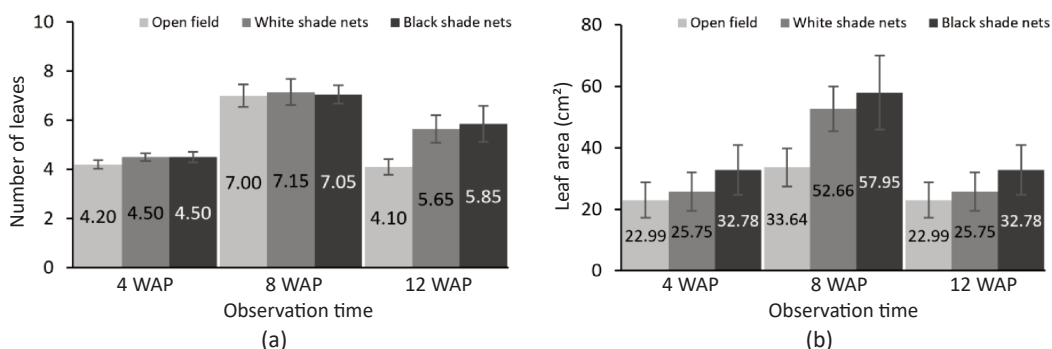 Open field White shade nets Black shade nets
Number of leaves
10
8
6
4
2
0
4.20 4.50 4.50
7.00 7.15 7.05
4.10 5.65 5.85
4 WAP 8 WAP 12 WAP
Observation time
(a)
Open field White shade nets Black shade nets
Leaf area (cm²)
80
60
40
20
0
22.99 25.75 32.78
33.64 52.66 57.95
22.99 25.75 32.78
4 WAP 8 WAP 12 WAP
Observation time
(b)